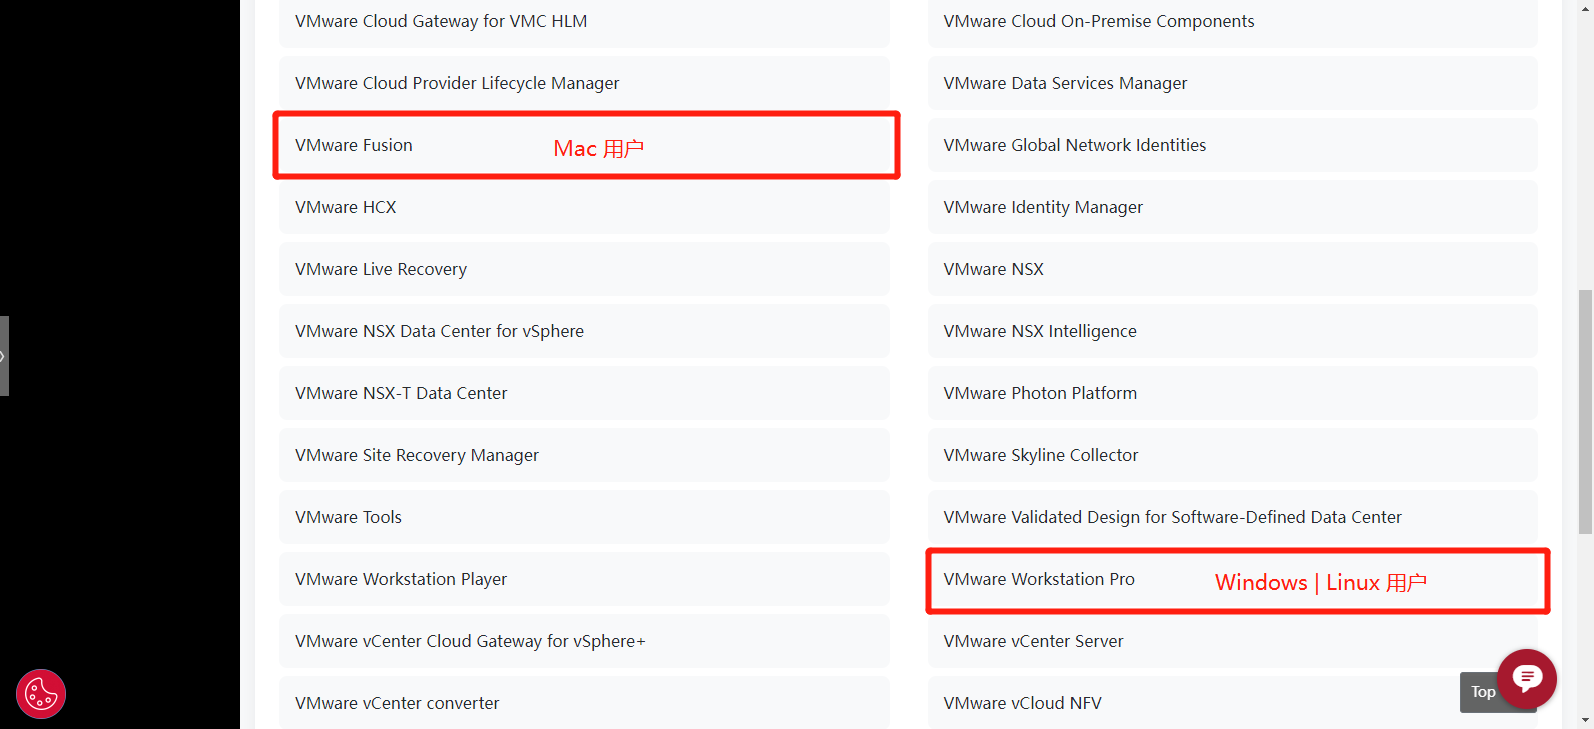 VMware Cloud Gateway for VMC HLM
VMware Cloud On-Premise Components
VMware Cloud Provider Lifecycle Manager
VMware Data Services Manager
VMware Fusion
Mac 用户
VMware Global Network Identities
VMware HCX
VMware Identity Manager
VMware Live Recovery
VMware NSX
VMware NSX Data Center for vSphere
VMware NSX Intelligence
VMware NSX-T Data Center
VMware Photon Platform
VMware Site Recovery Manager
VMware Skyline Collector
VMware Tools
VMware Validated Design for Software-Defined Data Center
VMware Workstation Player
VMware Workstation Pro
Windows | Linux 用户
VMware vCenter Cloud Gateway for vSphere+
VMware vCenter Server
VMware vCenter converter
VMware vCloud NFV
Top